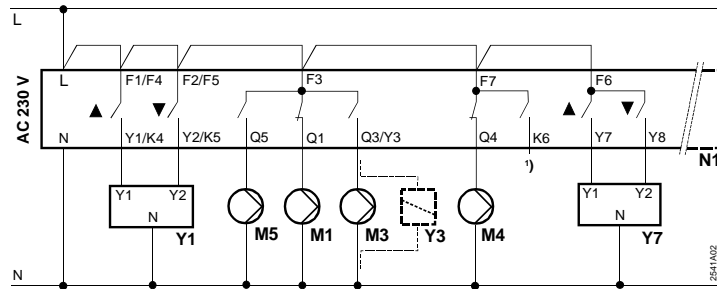 L
L F1/F4 F2/F5 F3 F7 F6
AC 230 V
▲ ▼ ▲ ▼
N Y1/K4 Y2/K5 Q5 Q1 Q3/Y3 Q4 K6 Y7 Y8
1)
N1
Y1 Y2 Y1 Y2
N N
Y1 M5 M1 M3 Y3 M4 Y7
N
2541A02